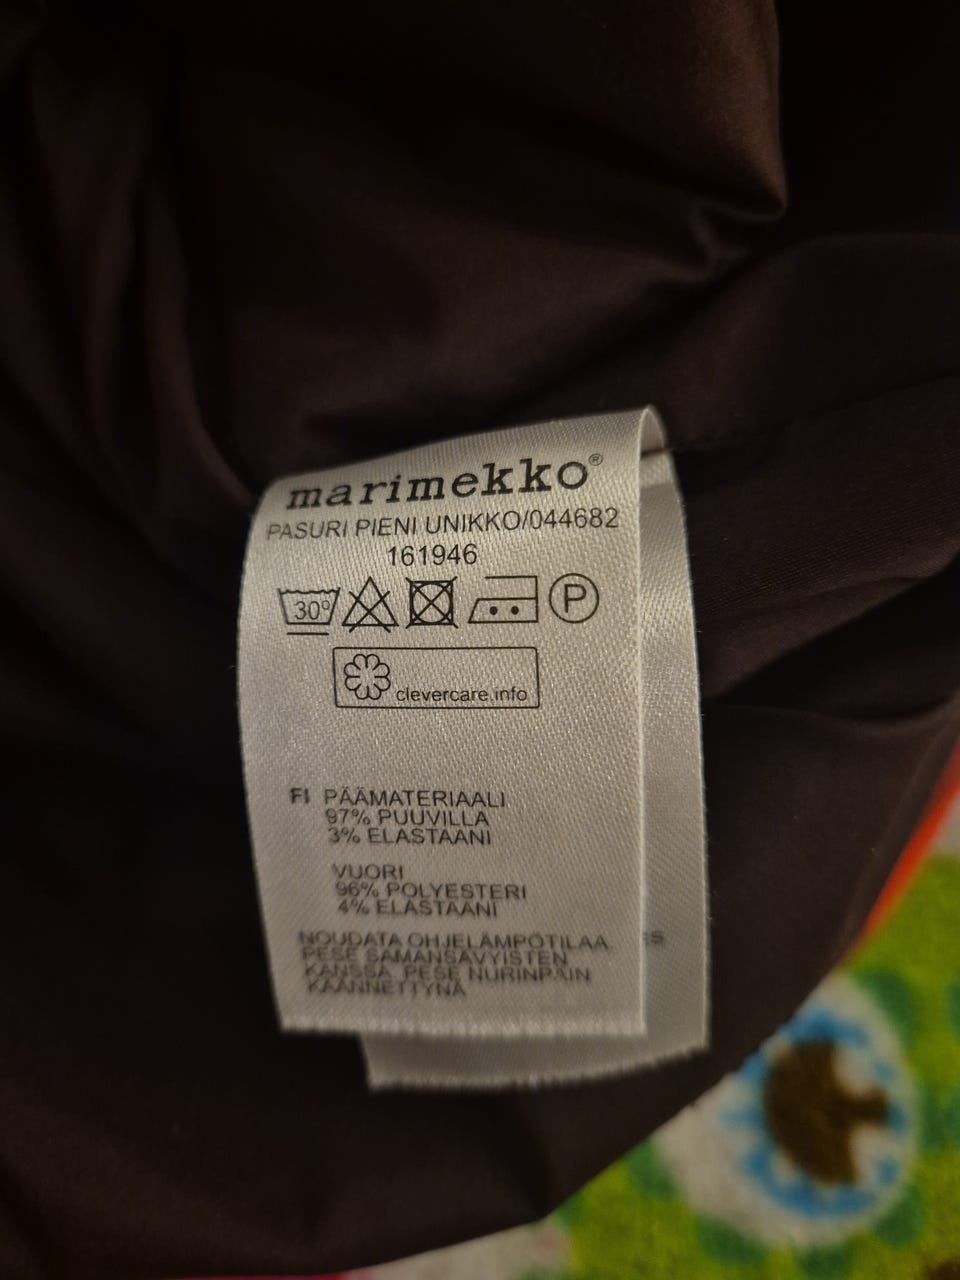 marimekko®
PASURI PIENI UNIKKO/044682
161946
30°
P
clevercare.info
FI PÄÄMATERIAALI
97% PUUVILLA
3% ELASTAANI
VUORI
96% POLYESTERI
4% ELASTAANI
NOUDATA OHJELÄMPÖTILAA.
PESE SAMANSÄVYISTEN
KANSSA. PESE NURINPÄIN
KÄÄNNETTYNÄ